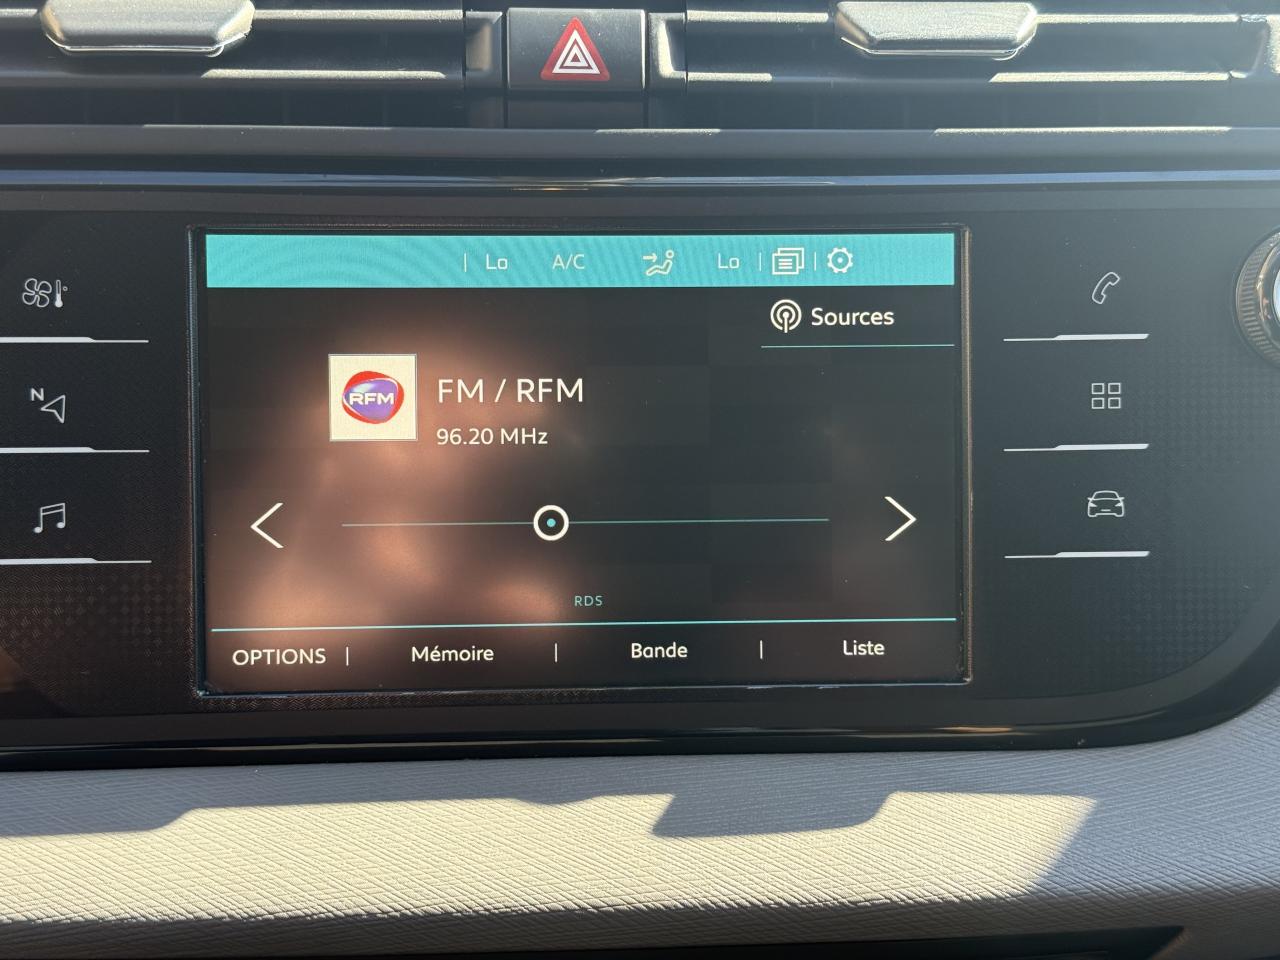 | Lo A/C Lo | |
Sources
RFM
FM / RFM
96.20 MHz
N
RDS
OPTIONS | Mémoire | Bande | Liste